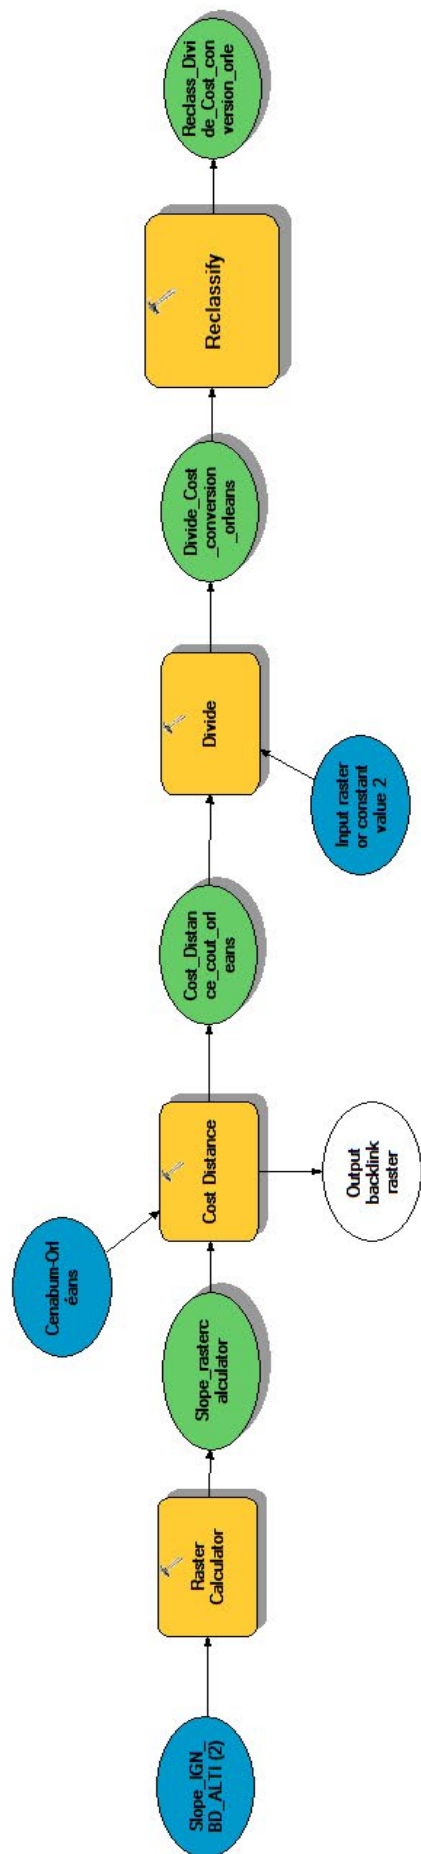 Slope_IGN_
BD_ALTI (2)
Raster
Calculator
Slope_rasterc
alculator
Cenabum-Orl
éans
Cost Distance
Output
backlink
raster
Cost_Distan
ce_cout_orl
eans
Input raster
or constant
value 2
Divide
Divide_Cost
_conversion
_orleans
Reclassify
Reclass_Divi
de_Cost_con
version_orle